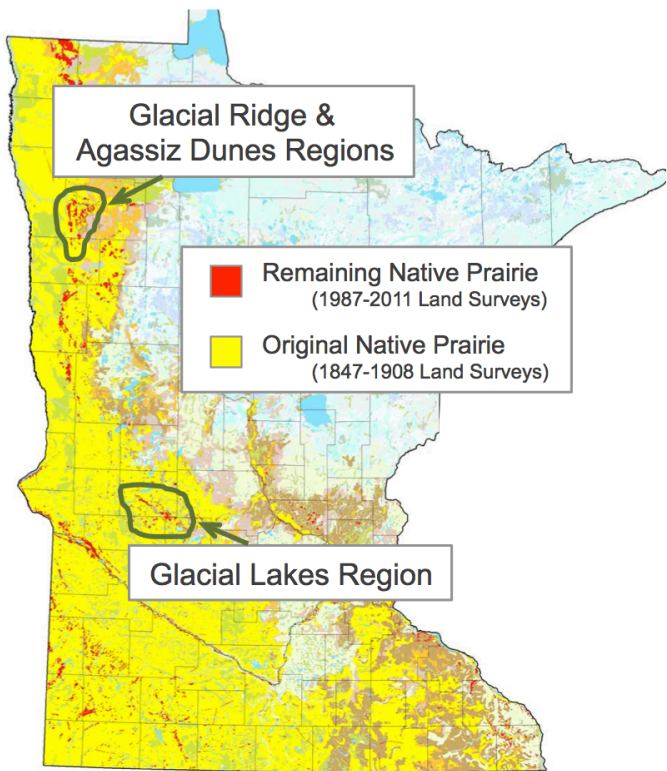 Glacial Ridge &
Agassiz Dunes Regions
Remaining Native Prairie
(1987-2011 Land Surveys)
Original Native Prairie
(1847-1908 Land Surveys)
Glacial Lakes Region